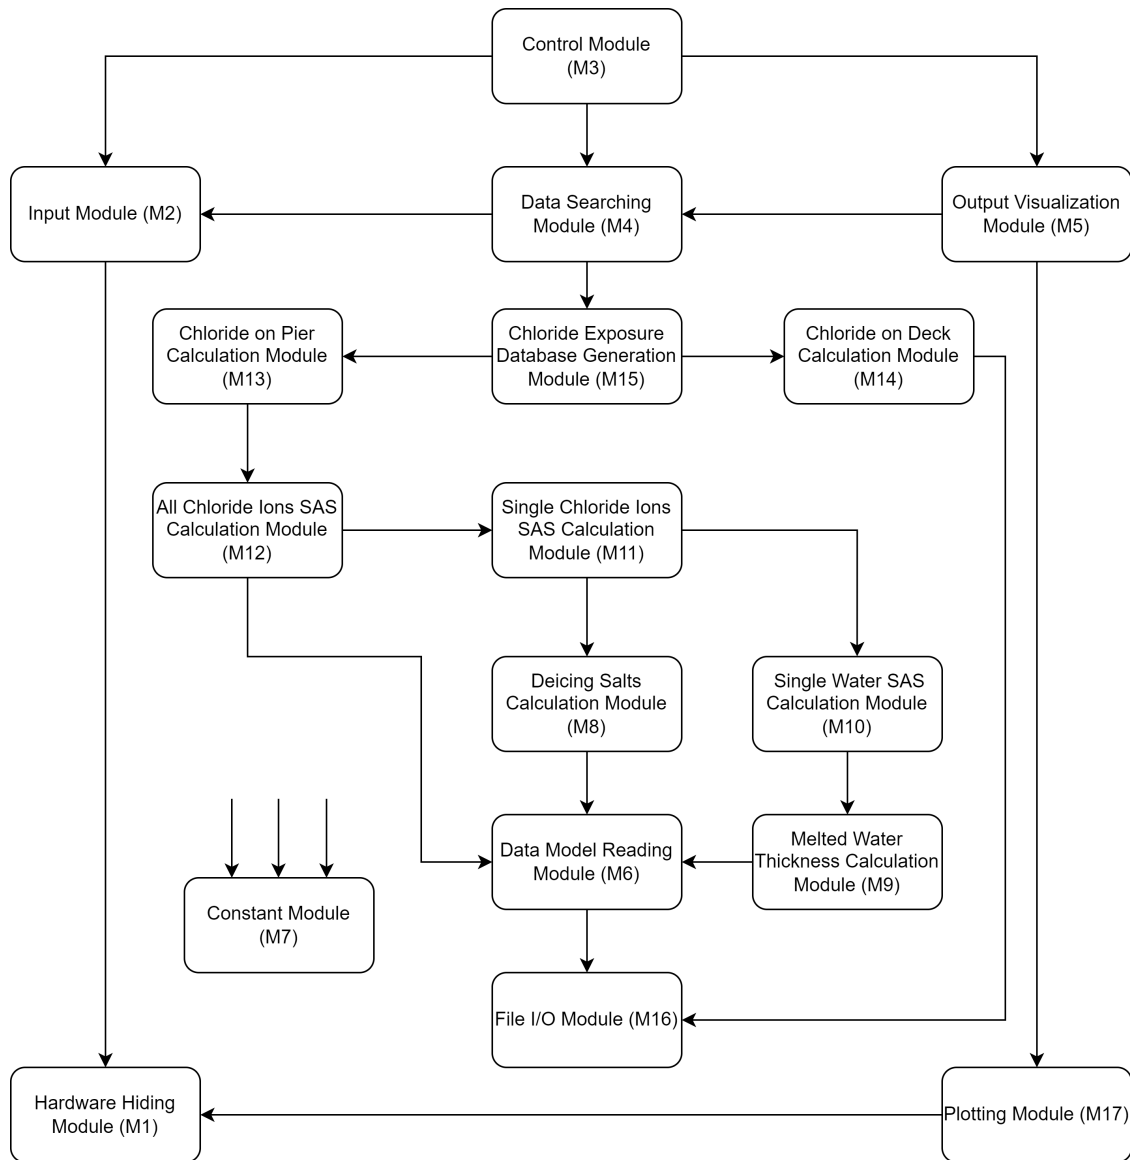 Control Module
(M3)
Input Module (M2)
Data Searching
Module (M4)
Output Visualization
Module (M5)
Chloride on Pier
Calculation Module
(M13)
Chloride Exposure
Database Generation
Module (M15)
Chloride on Deck
Calculation Module
(M14)
All Chloride Ions SAS
Calculation Module
(M12)
Single Chloride Ions
SAS Calculation
Module (M11)
Deicing Salts
Calculation Module
(M8)
Single Water SAS
Calculation Module
(M10)
Data Model Reading
Module (M6)
Melted Water
Thickness Calculation
Module (M9)
Constant Module
(M7)
File I/O Module (M16)
Hardware Hiding
Module (M1)
Plotting Module (M17)